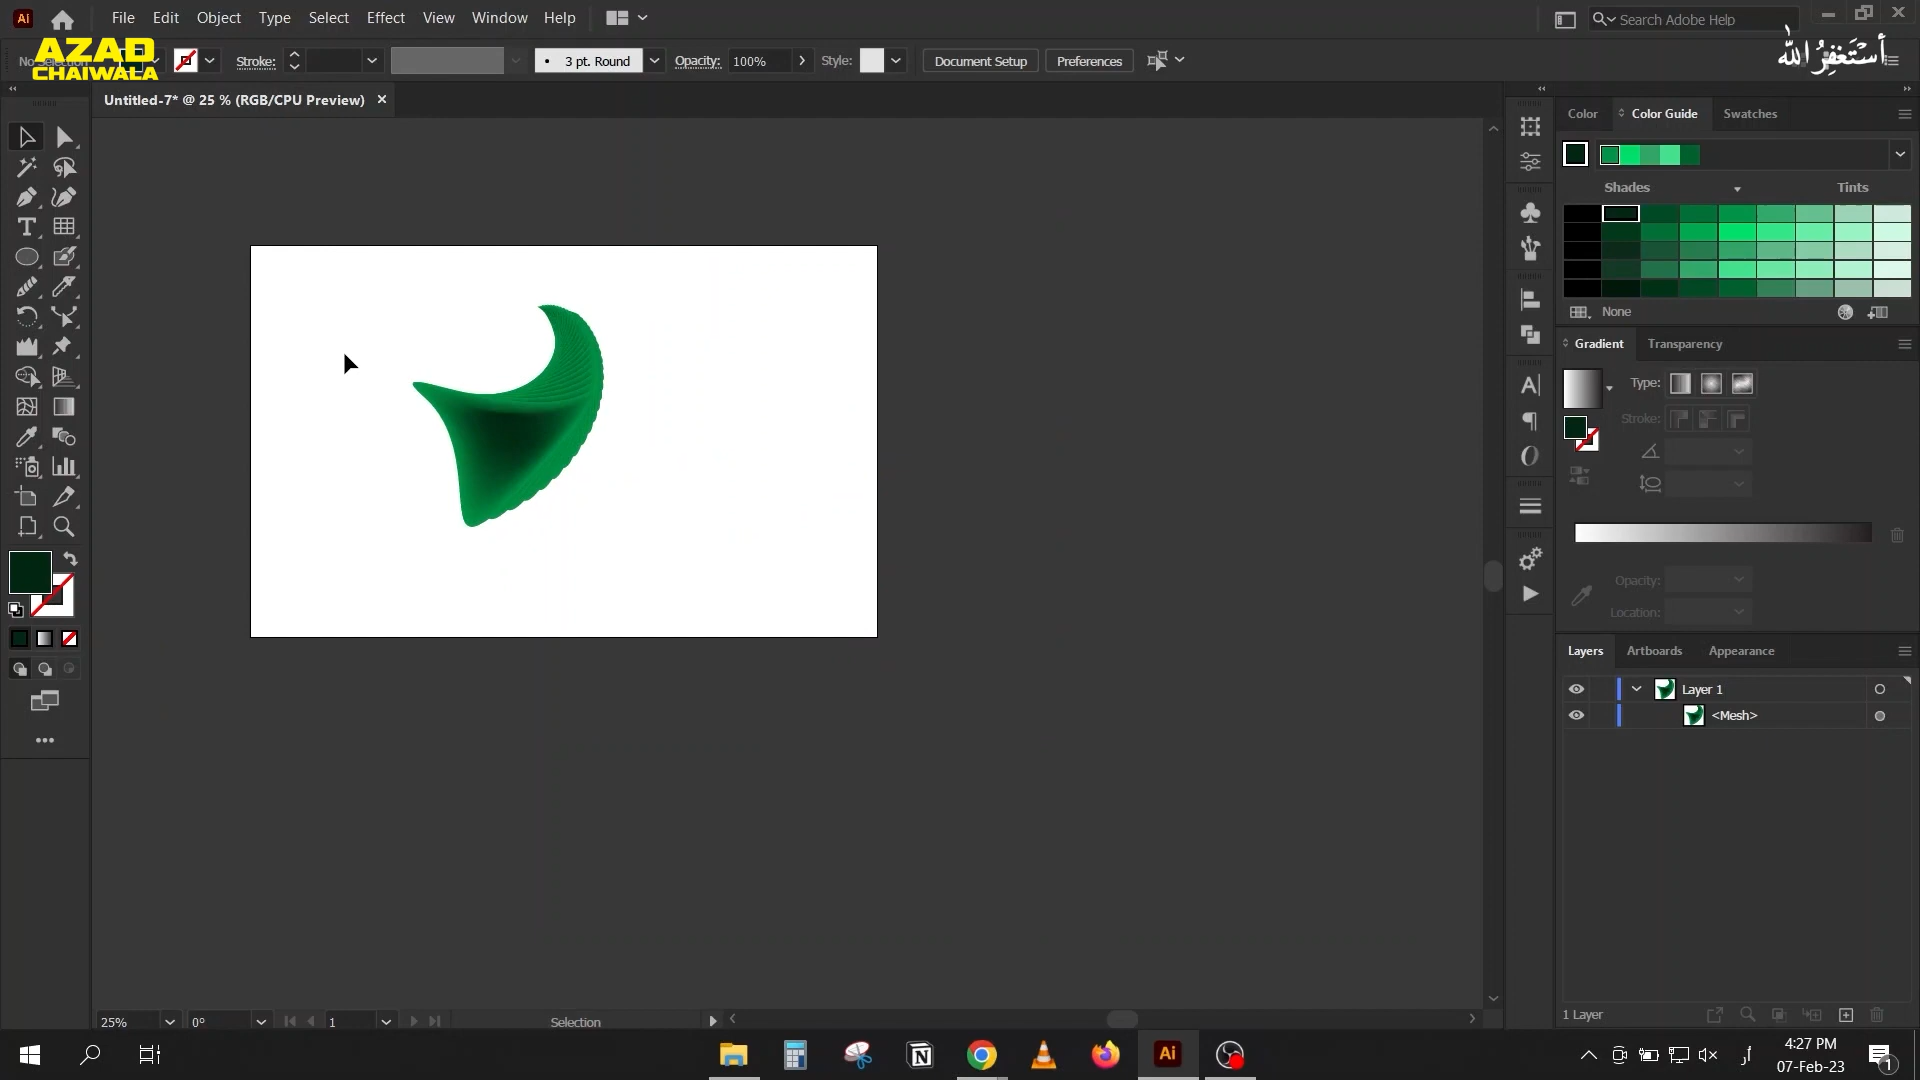 Ai File Edit Object Type Select Effect View Window Help Search Adobe Help
AZAD
CHAIWALA
أستغفر الله
Stroke: 3 pt. Round Opacity: 100% Style: Document Setup Preferences
Untitled-7* @ 25 % (RGB/CPU Preview) ×
Color Color Guide Swatches
Shades Tints
None
Gradient Transparency
Type:
Stroke:
Opacity:
Location:
Layers Artboards Appearance
Layer 1
<Mesh>
1 Layer
25% 0° 1 Selection
4:27 PM
07-Feb-23
1